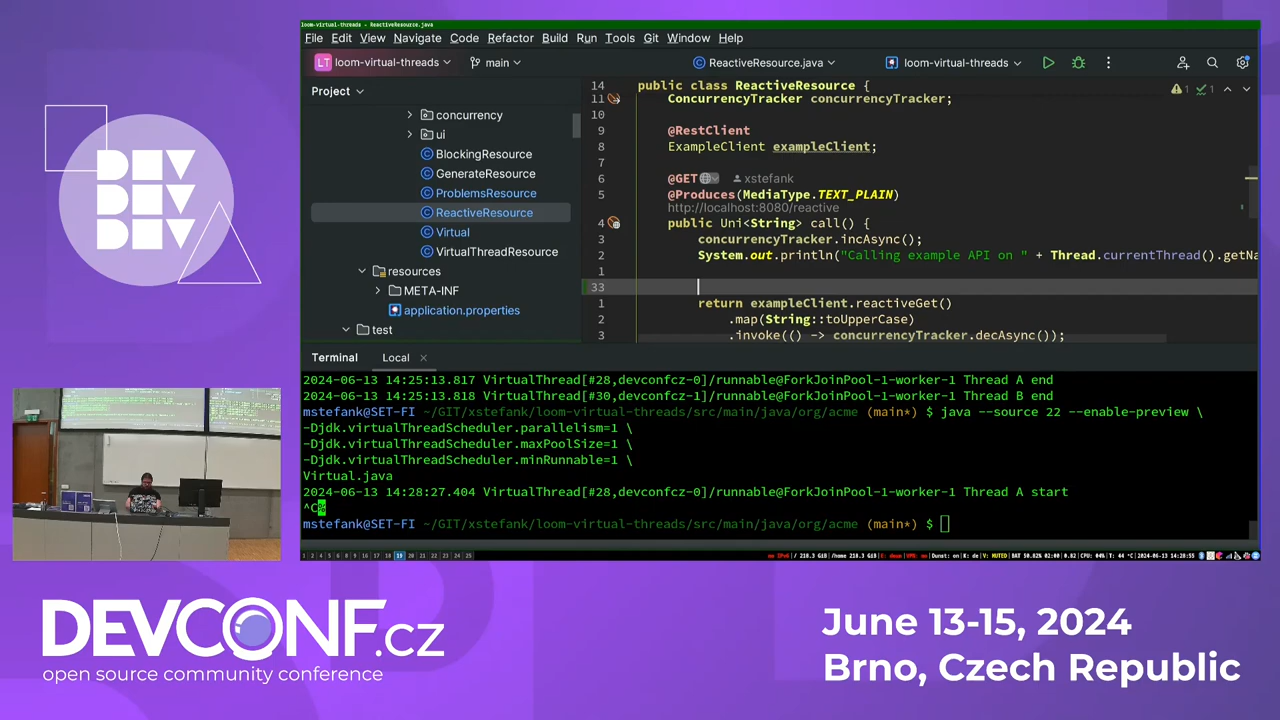 DEV
DEV
DEV
loom-virtual-threads - ReactiveResource.java
File Edit View Navigate Code Refactor Build Run Tools Git Window Help
LT loom-virtual-threads main ReactiveResource.java loom-virtual-threads
Project
concurrency
ui
BlockingResource
GenerateResource
ProblemsResource
ReactiveResource
Virtual
VirtualThreadResource
resources
META-INF
application.properties
test
14 public class ReactiveResource {
11 ConcurrencyTracker concurrencyTracker;
10
9 @RestClient
8 ExampleClient exampleClient;
7
6 @GET xstefank
5 @Produces(MediaType.TEXT_PLAIN)
http://localhost:8080/reactive
4 public Uni<String> call() {
3 concurrencyTracker.incAsync();
2 System.out.println("Calling example API on " + Thread.currentThread().getNa
1
33
1 return exampleClient.reactiveGet()
2 .map(String::toUpperCase)
3 .invoke(() -> concurrencyTracker.decAsync());
1 1
Terminal Local
2024-06-13 14:25:13.817 VirtualThread[#28,devconfcz-0]/runnable@ForkJoinPool-1-worker-1 Thread A end
2024-06-13 14:25:13.818 VirtualThread[#30,devconfcz-1]/runnable@ForkJoinPool-1-worker-1 Thread B end
mstefank@SET-FI ~/GIT/xstefank/loom-virtual-threads/src/main/java/org/acme (main*) $ java --source 22 --enable-preview \
-Djdk.virtualThreadScheduler.parallelism=1 \
-Djdk.virtualThreadScheduler.maxPoolSize=1 \
-Djdk.virtualThreadScheduler.minRunnable=1 \
Virtual.java
2024-06-13 14:28:27.404 VirtualThread[#28,devconfcz-0]/runnable@ForkJoinPool-1-worker-1 Thread A start
^C%
mstefank@SET-FI ~/GIT/xstefank/loom-virtual-threads/src/main/java/org/acme (main*) $
DEVCONF.cz
open source community conference
June 13-15, 2024
Brno, Czech Republic